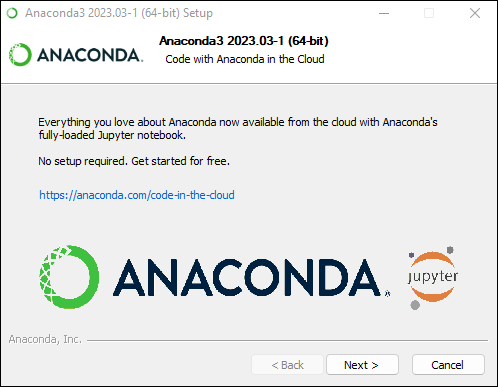 Anaconda3 2023.03-1 (64-bit) Setup
ANACONDA.
Anaconda3 2023.03-1 (64-bit)
Code with Anaconda in the Cloud
Everything you love about Anaconda now available from the cloud with Anaconda's
fully-loaded Jupyter notebook.
No setup required. Get started for free.
https://anaconda.com/code-in-the-cloud
ANACONDA®
jupyter
Anaconda, Inc.
< Back
Next >
Cancel